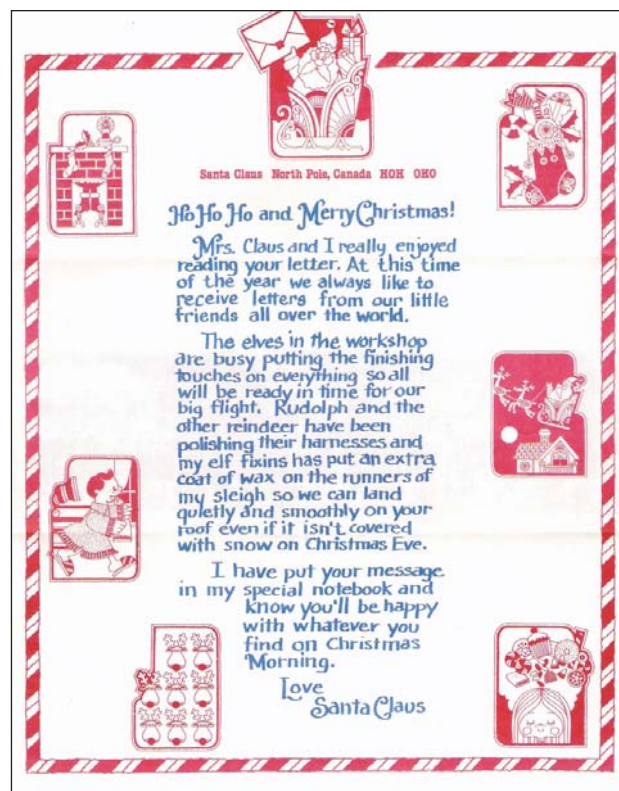 Santa Claus North Pole, Canada HOH OHO
Ho Ho Ho and Merry Christmas!
Mrs. Claus and I really enjoyed
reading your letter. At this time
of the year we always like to
receive letters from our little
friends all over the world.
The elves in the workshop
are busy putting the finishing
touches on everything so all
will be ready in time for our
big flight. Rudolph and the
other reindeer have been
polishing their harnesses and
my elf fixins has put an extra
coat of wax on the runners of
my sleigh so we can land
quietly and smoothly on your
roof even if it isn't covered
with snow on Christmas Eve.
I have put your message
in my special notebook and
know you'll be happy
with whatever you
find on Christmas
Morning.
Love
Santa Claus